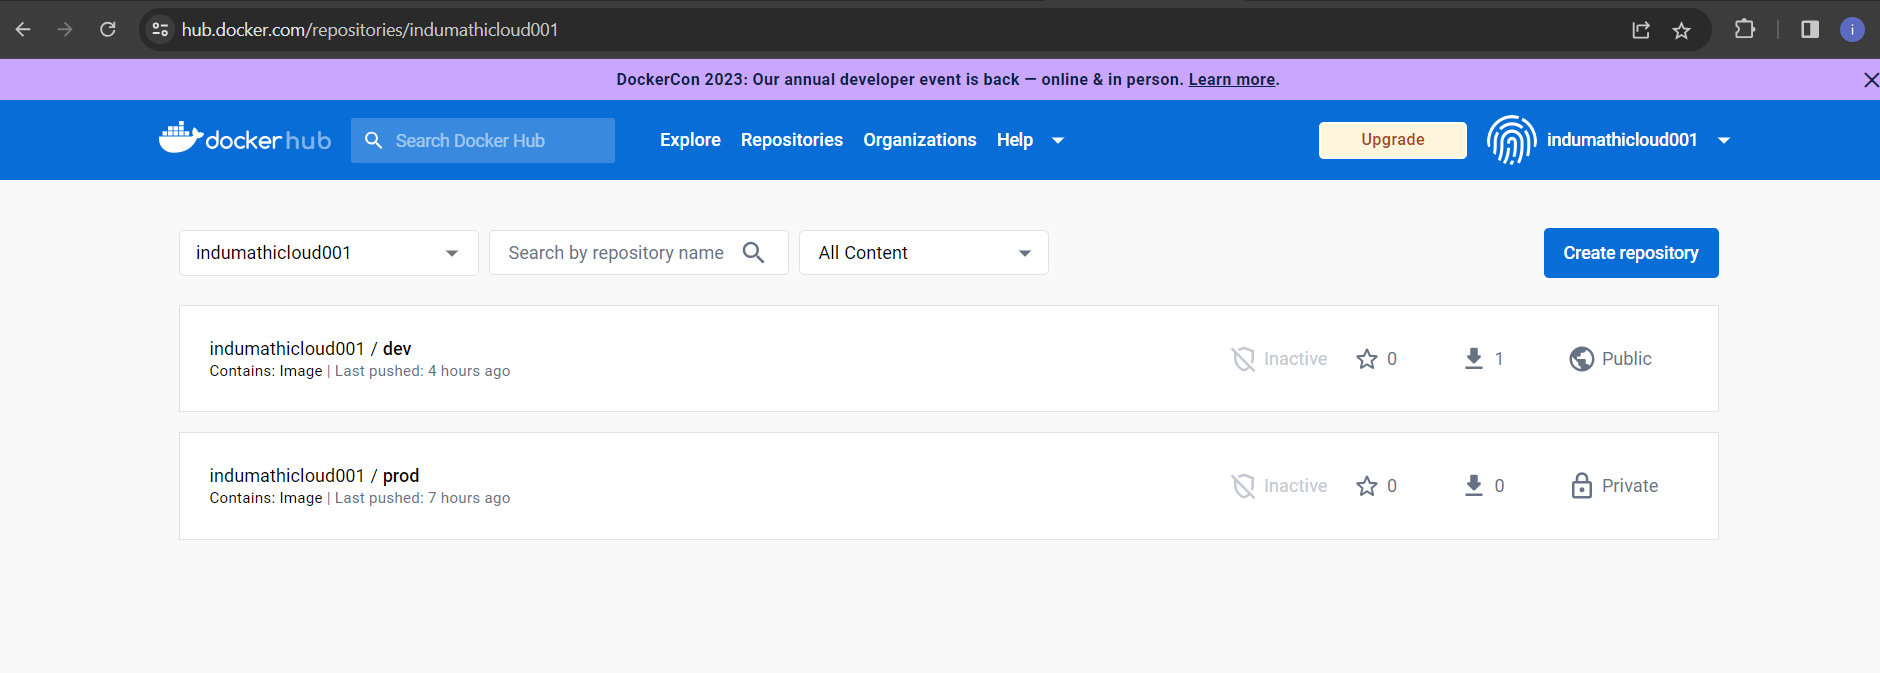 hub.docker.com/repositories/indumathicloud001
i
DockerCon 2023: Our annual developer event is back — online & in person. Learn more.
docker hub
Search Docker Hub
Explore Repositories Organizations Help
Upgrade
indumathicloud001
indumathicloud001
Search by repository name
All Content
Create repository
indumathicloud001 / dev
Contains: Image | Last pushed: 4 hours ago
Inactive 0 1 Public
indumathicloud001 / prod
Contains: Image | Last pushed: 7 hours ago
Inactive 0 0 Private